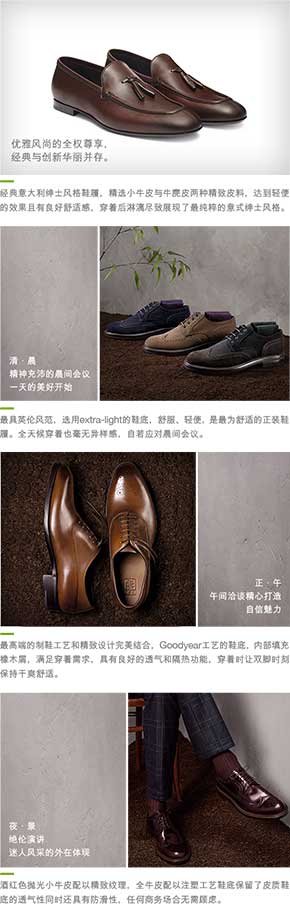 优雅风尚的全权尊享,
经典与创新华丽并存。
经典意大利绅士风格鞋履，精选小牛皮与牛麂皮两种精致皮料，达到轻便
的效果且有良好舒适感，穿着后淋漓尽致展现了最纯粹的意式绅士风格。
清·晨
精神充沛的晨间会议
一天的美好开始
最具英伦风范，选用extra-light的鞋底，舒服、轻便，是最为舒适的正装鞋
履。全天候穿着也毫无异样感，自若应对晨间会议。
正·午
午间洽谈精心打造
自信魅力
最高端的制鞋工艺和精致设计完美结合，Goodyear工艺的鞋底，内部填充
橡木屑，满足穿着需求，具有良好的透气和隔热功能，穿着时让双脚时刻
保持干爽舒适。
夜·景
绝伦演讲
迷人风采的外在体现
酒红色抛光小牛皮配以精致纹理，全牛皮配以注塑工艺鞋底保留了皮质鞋
底的透气性同时还具有防滑性，任何商务场合无需顾虑。